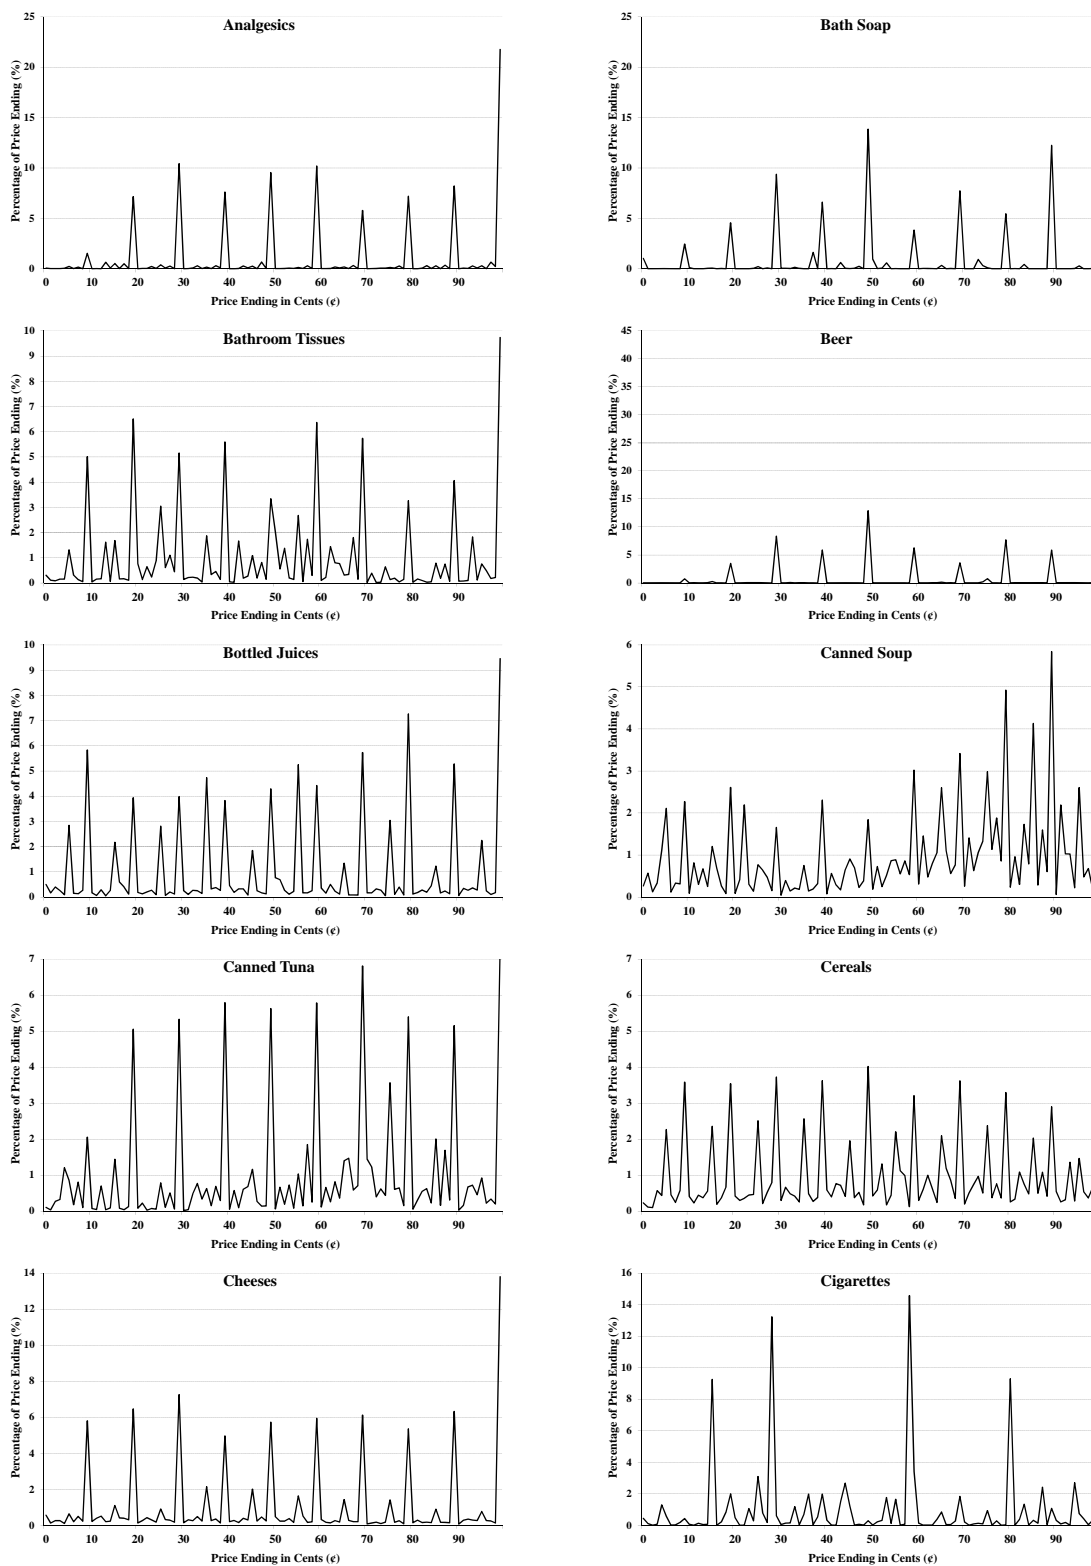 Analgesics
Percentage of Price Ending (%)
25
20
15
10
5
0
0 10 20 30 40 50 60 70 80 90
Price Ending in Cents (¢)
Bath Soap
Percentage of Price Ending (%)
25
20
15
10
5
0
0 10 20 30 40 50 60 70 80 90
Price Ending in Cents (¢)
Bathroom Tissues
Percentage of Price Ending (%)
10
9
8
7
6
5
4
3
2
1
0
0 10 20 30 40 50 60 70 80 90
Price Ending in Cents (¢)
Beer
Percentage of Price Ending (%)
45
40
35
30
25
20
15
10
5
0
0 10 20 30 40 50 60 70 80 90
Price Ending in Cents (¢)
Bottled Juices
Percentage of Price Ending (%)
10
9
8
7
6
5
4
3
2
1
0
0 10 20 30 40 50 60 70 80 90
Price Ending in Cents (¢)
Canned Soup
Percentage of Price Ending (%)
6
5
4
3
2
1
0
0 10 20 30 40 50 60 70 80 90
Price Ending in Cents (¢)
Canned Tuna
Percentage of Price Ending (%)
7
6
5
4
3
2
1
0
0 10 20 30 40 50 60 70 80 90
Price Ending in Cents (¢)
Cereals
Percentage of Price Ending (%)
7
6
5
4
3
2
1
0
0 10 20 30 40 50 60 70 80 90
Price Ending in Cents (¢)
Cheeses
Percentage of Price Ending (%)
14
12
10
8
6
4
2
0
0 10 20 30 40 50 60 70 80 90
Price Ending in Cents (¢)
Cigarettes
Percentage of Price Ending (%)
16
14
12
10
8
6
4
2
0
0 10 20 30 40 50 60 70 80 90
Price Ending in Cents (¢)